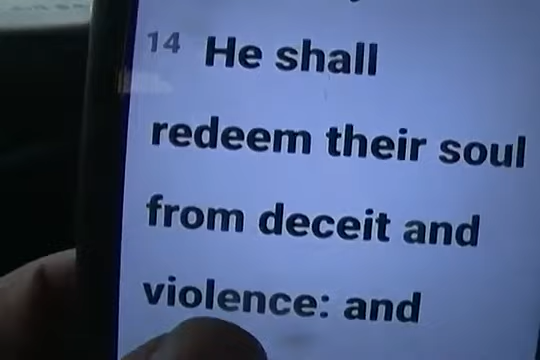 14 He shall
redeem their soul
from deceit and
violence: and